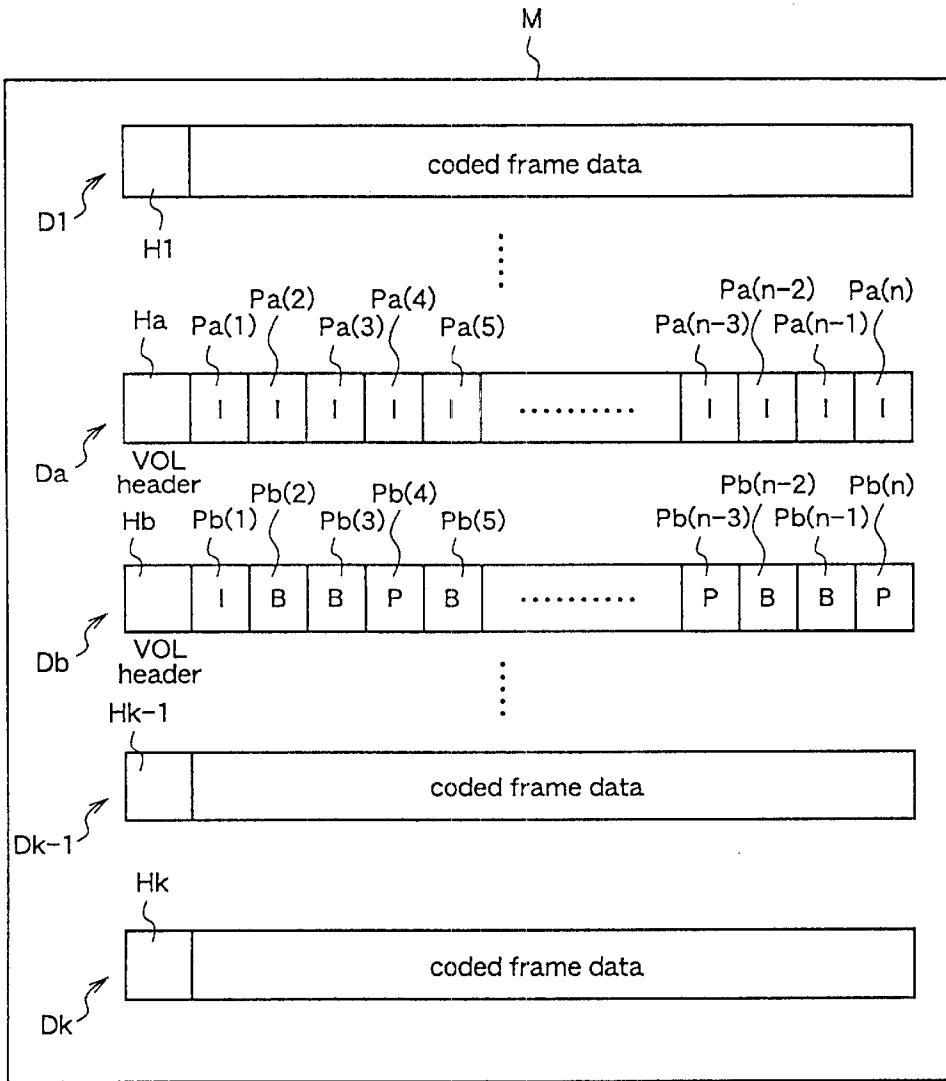 M
coded frame data
D1
H1
Pa(2) Pa(4) Pa(n-2) Pa(n)
Ha Pa(1) Pa(3) Pa(5) Pa(n-3) Pa(n-1)
I I I I I .......... I I I I
Da
VOL
header
Pb(2) Pb(4) Pb(n-2) Pb(n)
Hb Pb(1) Pb(3) Pb(5) Pb(n-3) Pb(n-1)
I B B P B .......... P B B P
Db
VOL
header
Hk-1
coded frame data
Dk-1
Hk
coded frame data
Dk